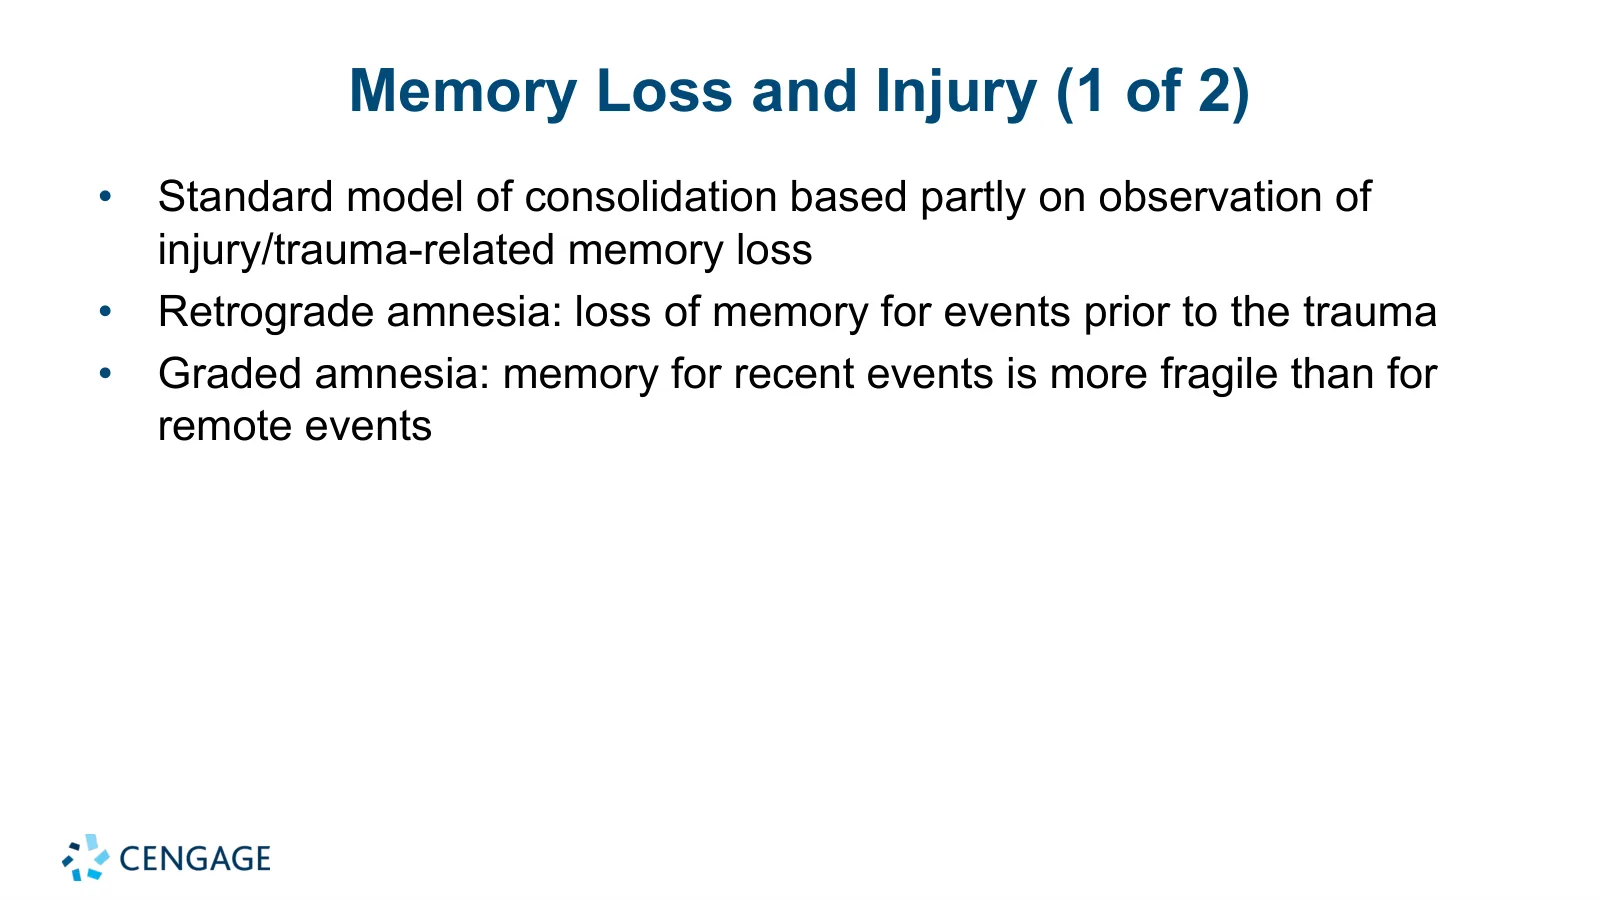 Memory Loss and Injury (1 of 2)
• Standard model of consolidation based partly on observation of
injury/trauma-related memory loss
• Retrograde amnesia: loss of memory for events prior to the trauma
• Graded amnesia: memory for recent events is more fragile than for
remote events
CENGAGE